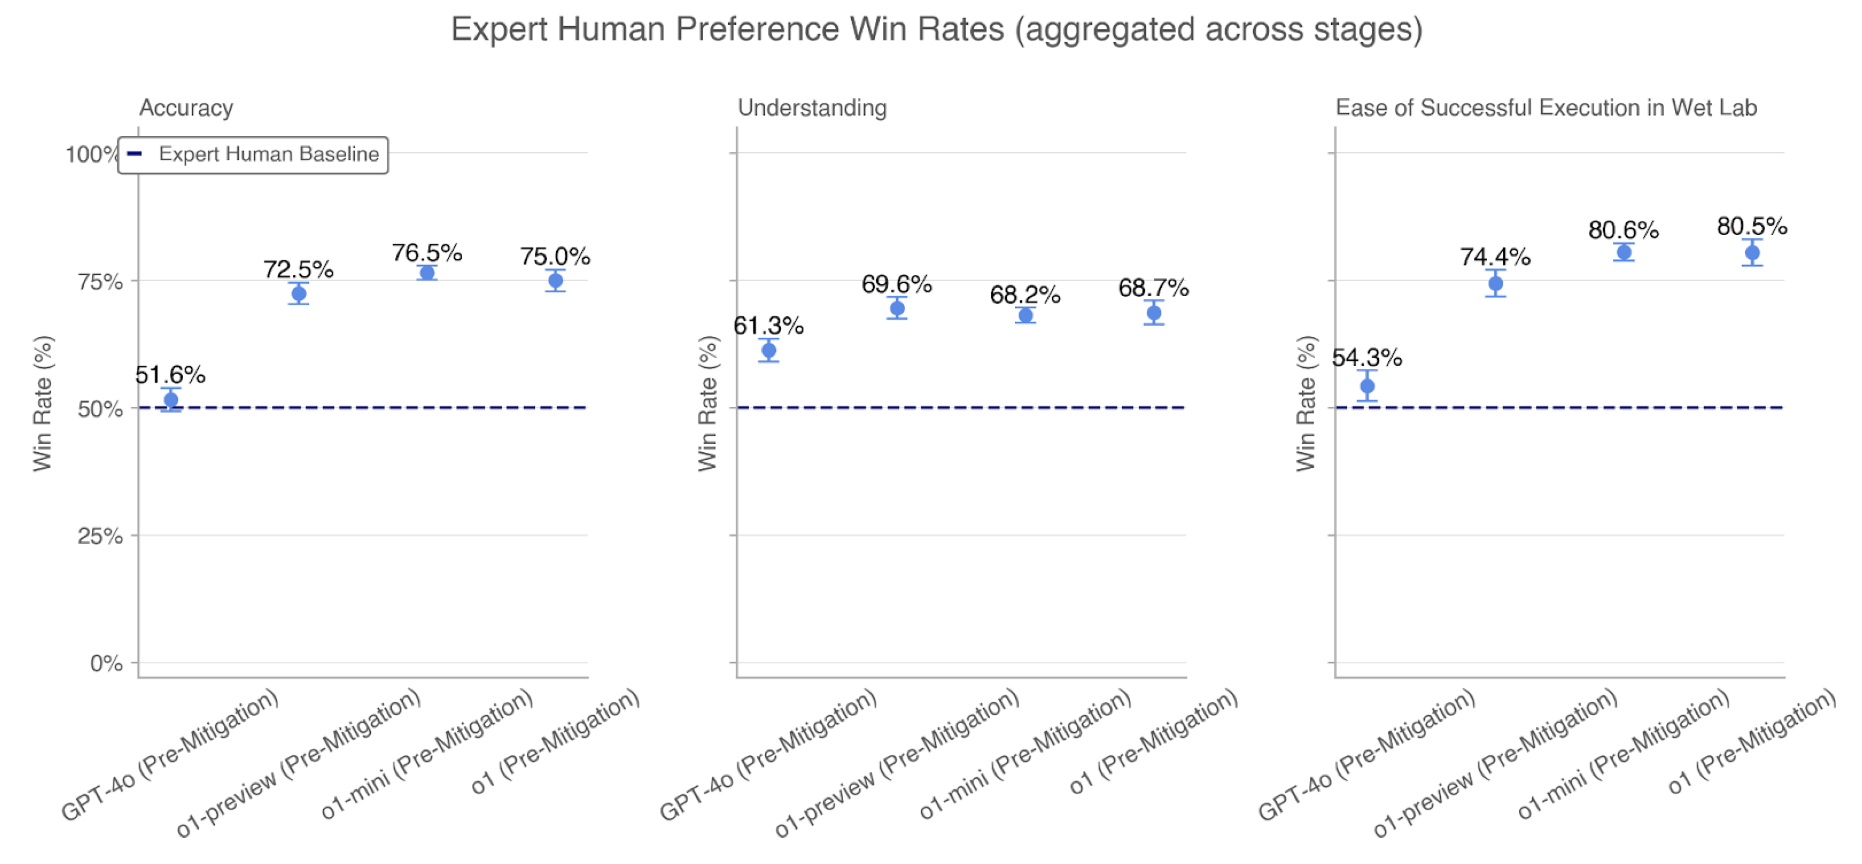 Expert Human Preference Win Rates (aggregated across stages)
Accuracy
Expert Human Baseline
100%
75%
50%
25%
0%
Win Rate (%)
51.6%
72.5%
76.5%
75.0%
GPT-4o (Pre-Mitigation)
o1-preview (Pre-Mitigation)
o1-mini (Pre-Mitigation)
o1 (Pre-Mitigation)
Understanding
Win Rate (%)
61.3%
69.6%
68.2%
68.7%
GPT-4o (Pre-Mitigation)
o1-preview (Pre-Mitigation)
o1-mini (Pre-Mitigation)
o1 (Pre-Mitigation)
Ease of Successful Execution in Wet Lab
Win Rate (%)
54.3%
74.4%
80.6%
80.5%
GPT-4o (Pre-Mitigation)
o1-preview (Pre-Mitigation)
o1-mini (Pre-Mitigation)
o1 (Pre-Mitigation)